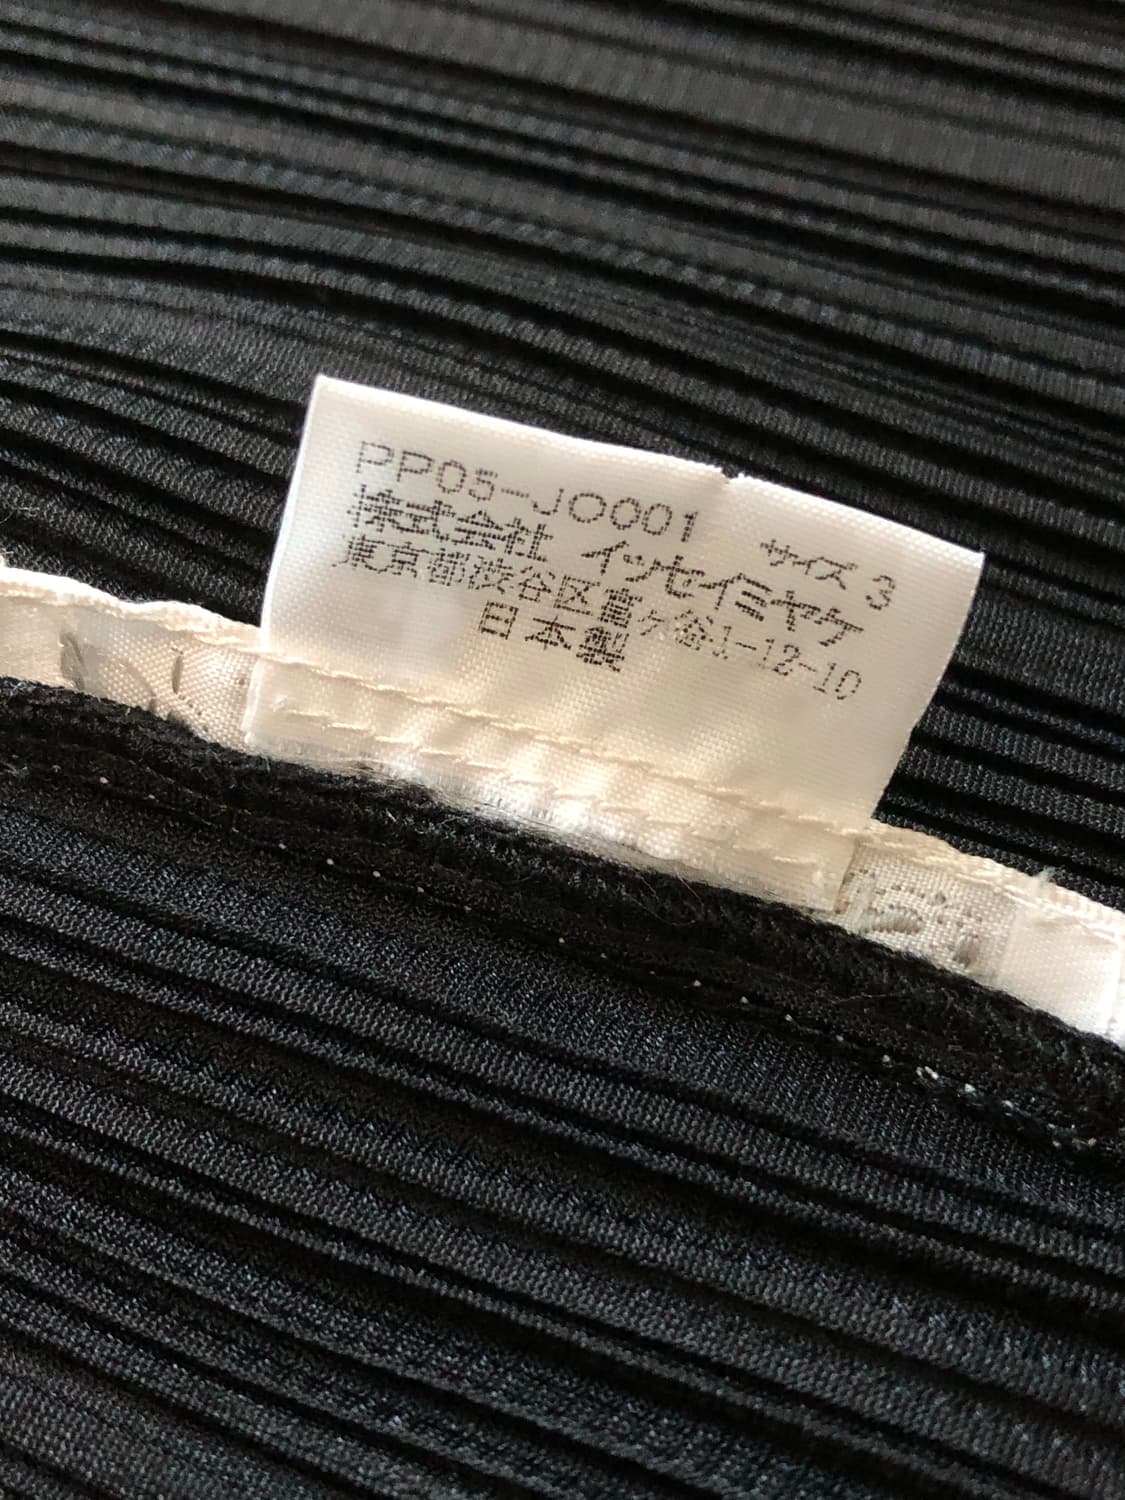 PP05-JO001 サイズ 3
株式会社 イッセイミヤケ
東京都渋谷区富ヶ谷1-12-10
日本製